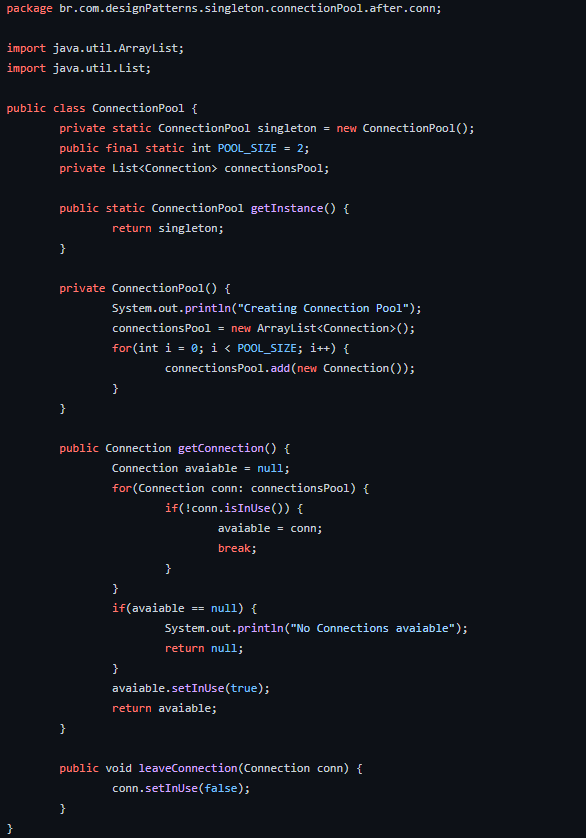 package br.com.designPatterns.singleton.connectionPool.after.conn;
import java.util.ArrayList;
import java.util.List;
public class ConnectionPool {
private static ConnectionPool singleton = new ConnectionPool();
public final static int POOL_SIZE = 2;
private List<Connection> connectionsPool;
public static ConnectionPool getInstance() {
return singleton;
}
private ConnectionPool() {
System.out.println("Creating Connection Pool");
connectionsPool = new ArrayList<Connection>();
for(int i = 0; i < POOL_SIZE; i++) {
connectionsPool.add(new Connection());
}
}
public Connection getConnection() {
Connection avaiable = null;
for(Connection conn: connectionsPool) {
if(!conn.isInUse()) {
avaiable = conn;
break;
}
}
if(avaiable == null) {
System.out.println("No Connections avaiable");
return null;
}
avaiable.setInUse(true);
return avaiable;
}
public void leaveConnection(Connection conn) {
conn.setInUse(false);
}
}